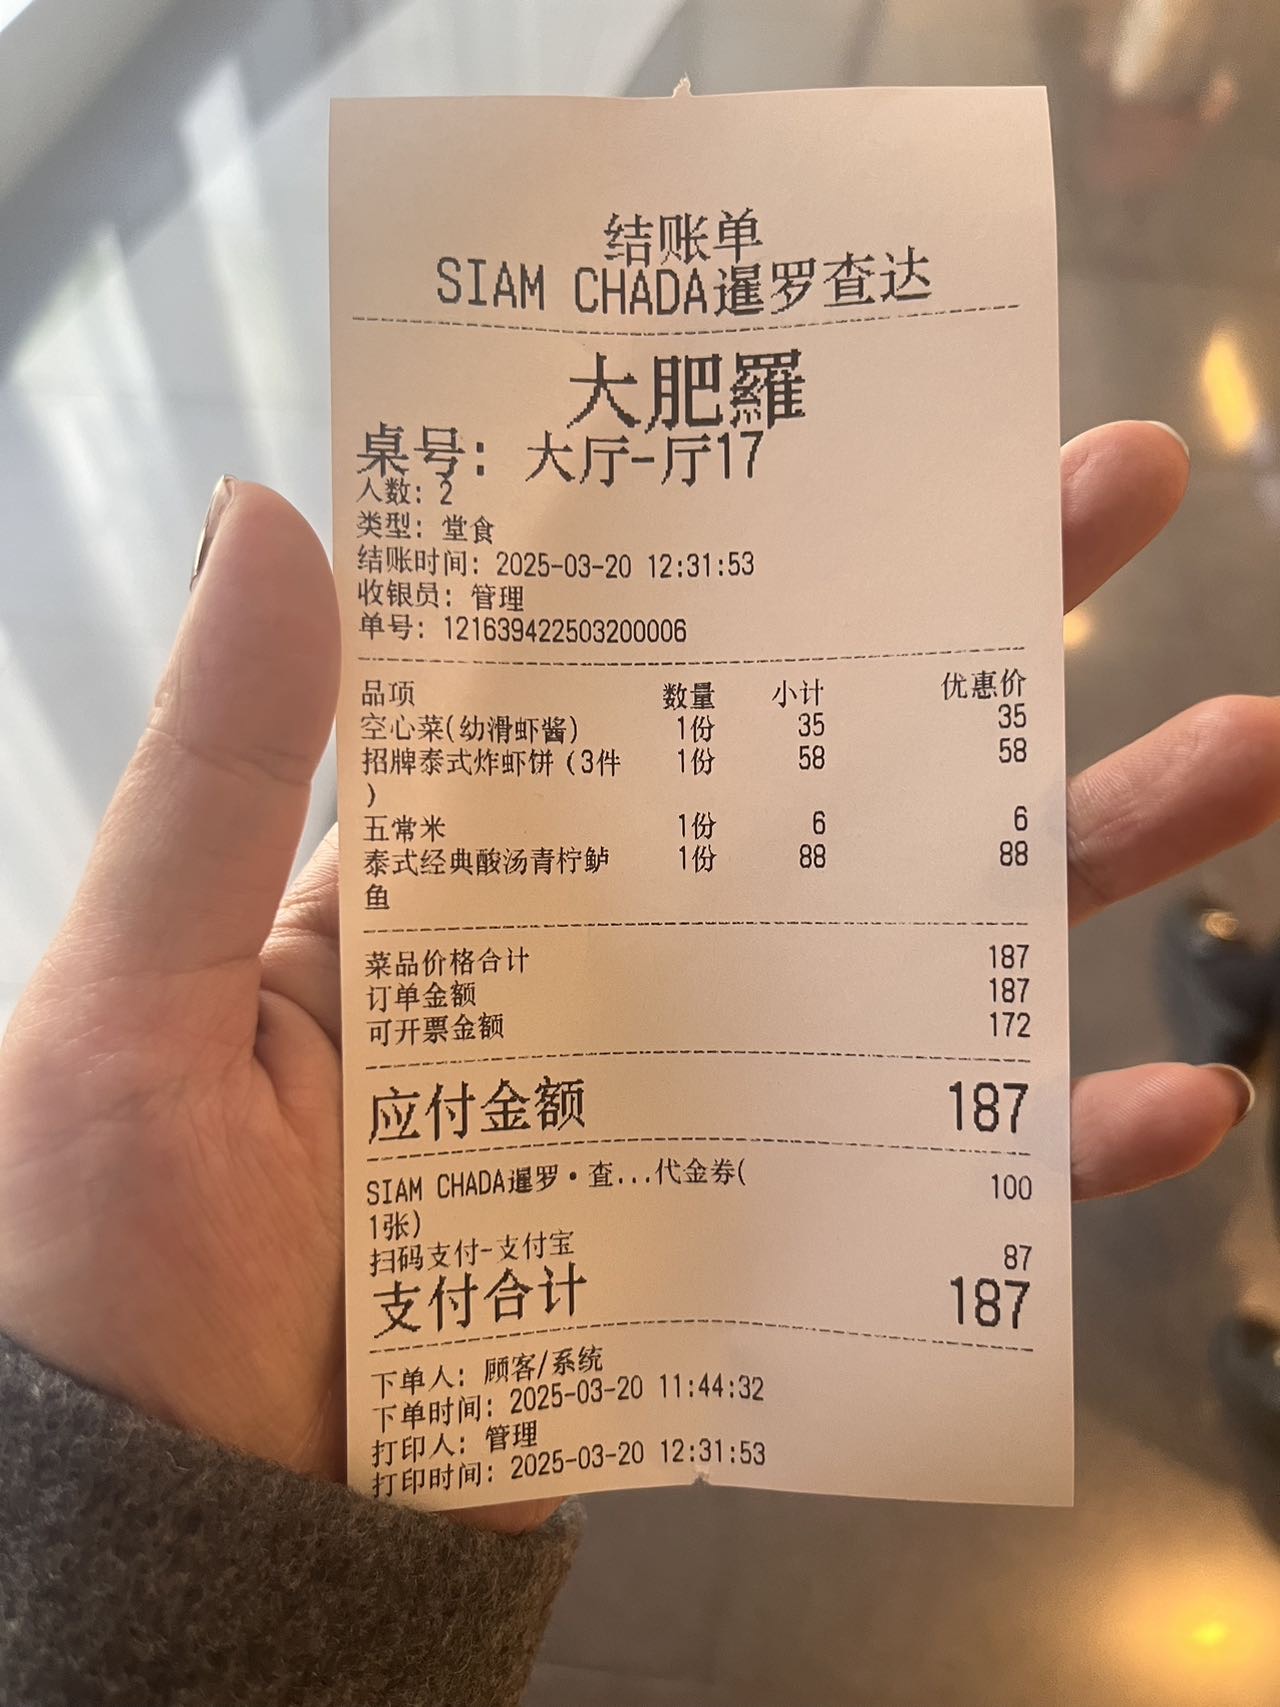 结账单
SIAM CHADA暹罗查达
大肥羅
桌号: 大厅-厅17
人数: 2
类型: 堂食
结账时间: 2025-03-20 12:31:53
收银员: 管理
单号: 121639422503200006
品项 数量 小计 优惠价
空心菜(幼滑虾酱) 1份 35 35
招牌泰式炸虾饼(3件 1份 58 58
)
五常米 1份 6 6
泰式经典酸汤青柠鲈 1份 88 88
鱼
菜品价格合计 187
订单金额 187
可开票金额 172
应付金额 187
SIAM CHADA暹罗·查...代金券( 100
1张)
扫码支付-支付宝 87
支付合计 187
下单人: 顾客/系统
下单时间: 2025-03-20 11:44:32
打印人: 管理
打印时间: 2025-03-20 12:31:53